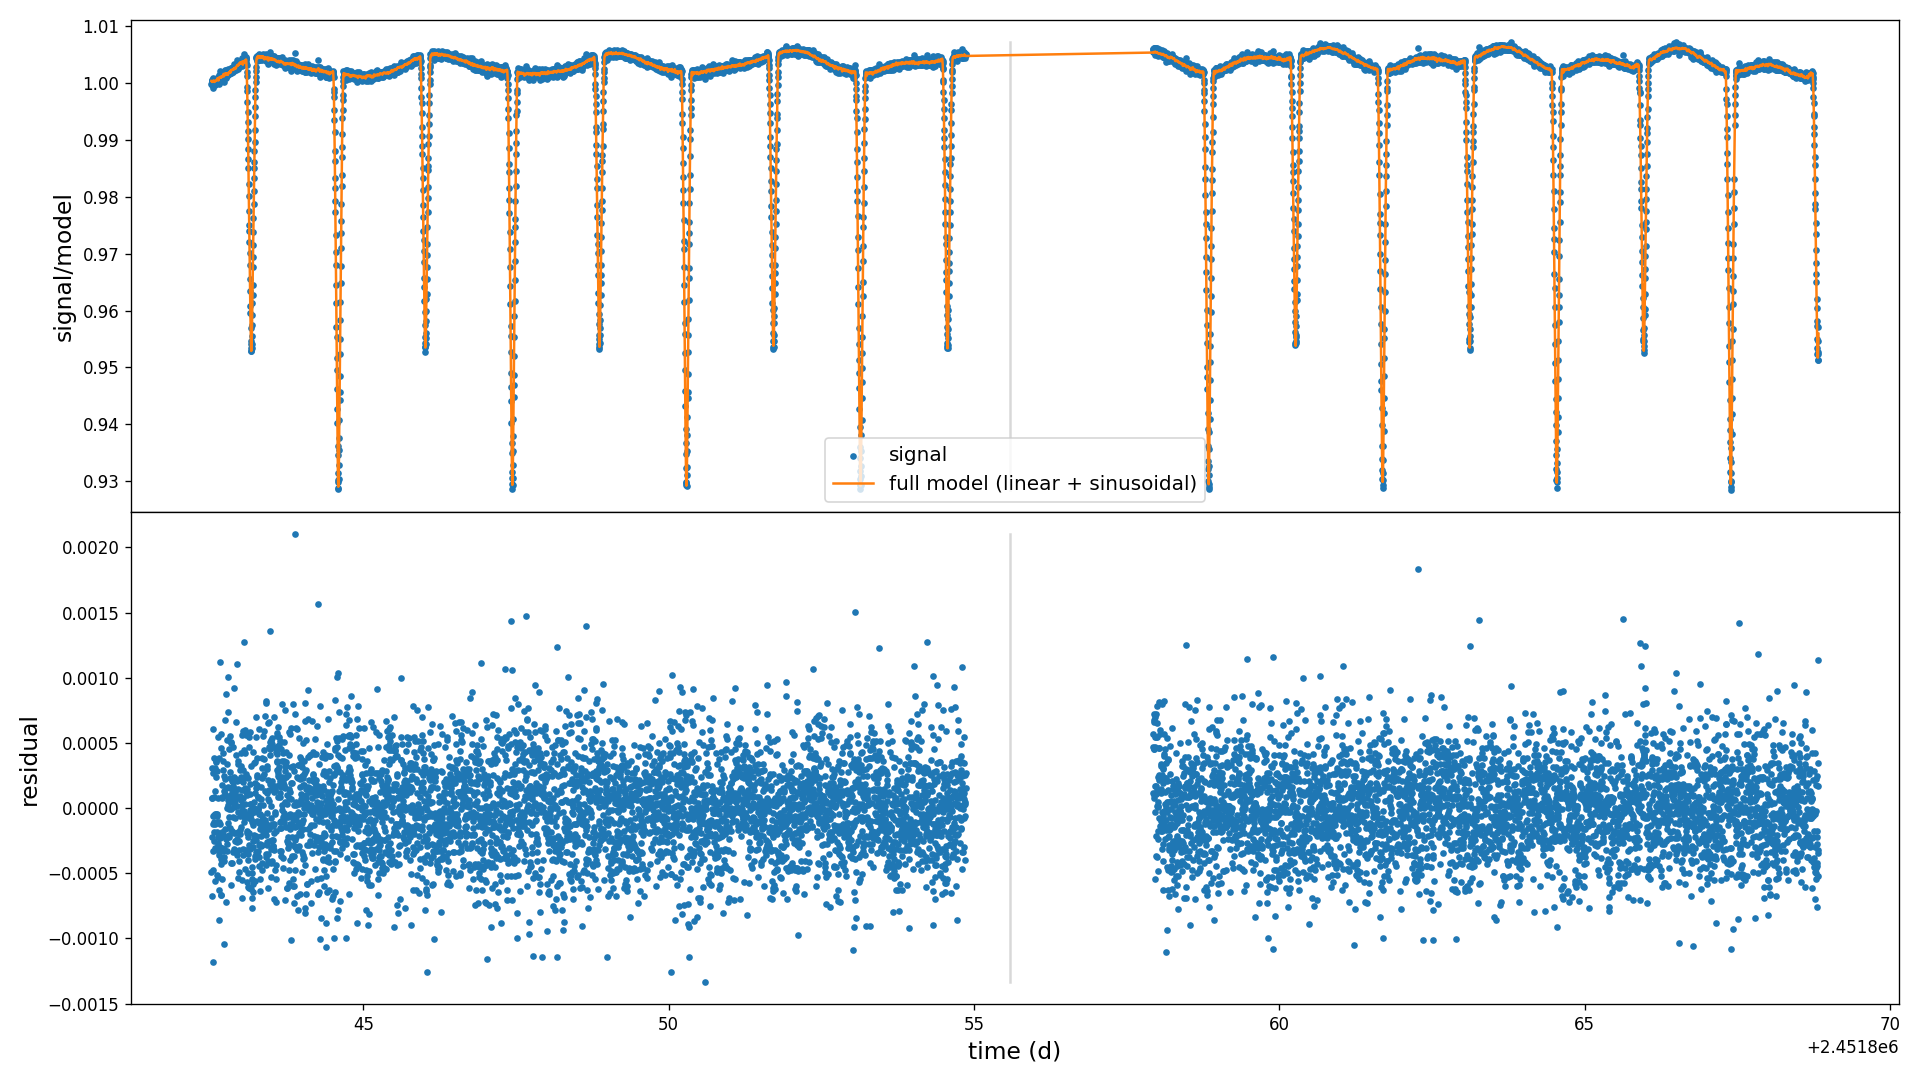 1.01
1.00
0.99
0.98
0.97
0.96
0.95
0.94
0.93
signal/model
signal
full model (linear + sinusoidal)
0.0020
0.0015
0.0010
0.0005
0.0000
−0.0005
−0.0010
−0.0015
residual
45 50 55 60 65 70
time (d)
+2.4518e6